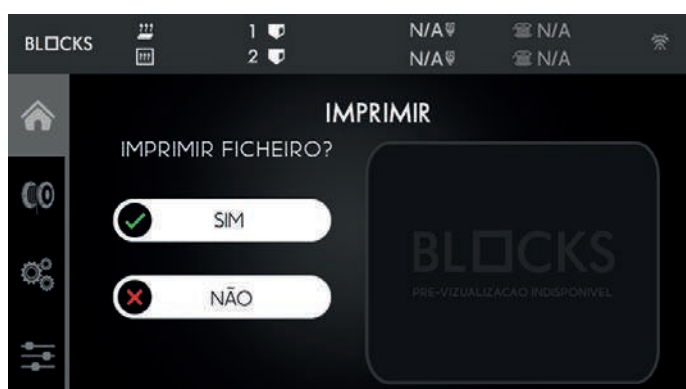 BLOCKS
1
N/A
N/A
2
N/A
N/A
IMPRIMIR
IMPRIMIR FICHEIRO?
SIM
NÃO
BLOCKS
PRE-VIZUALIZACAO INDISPONIVEL